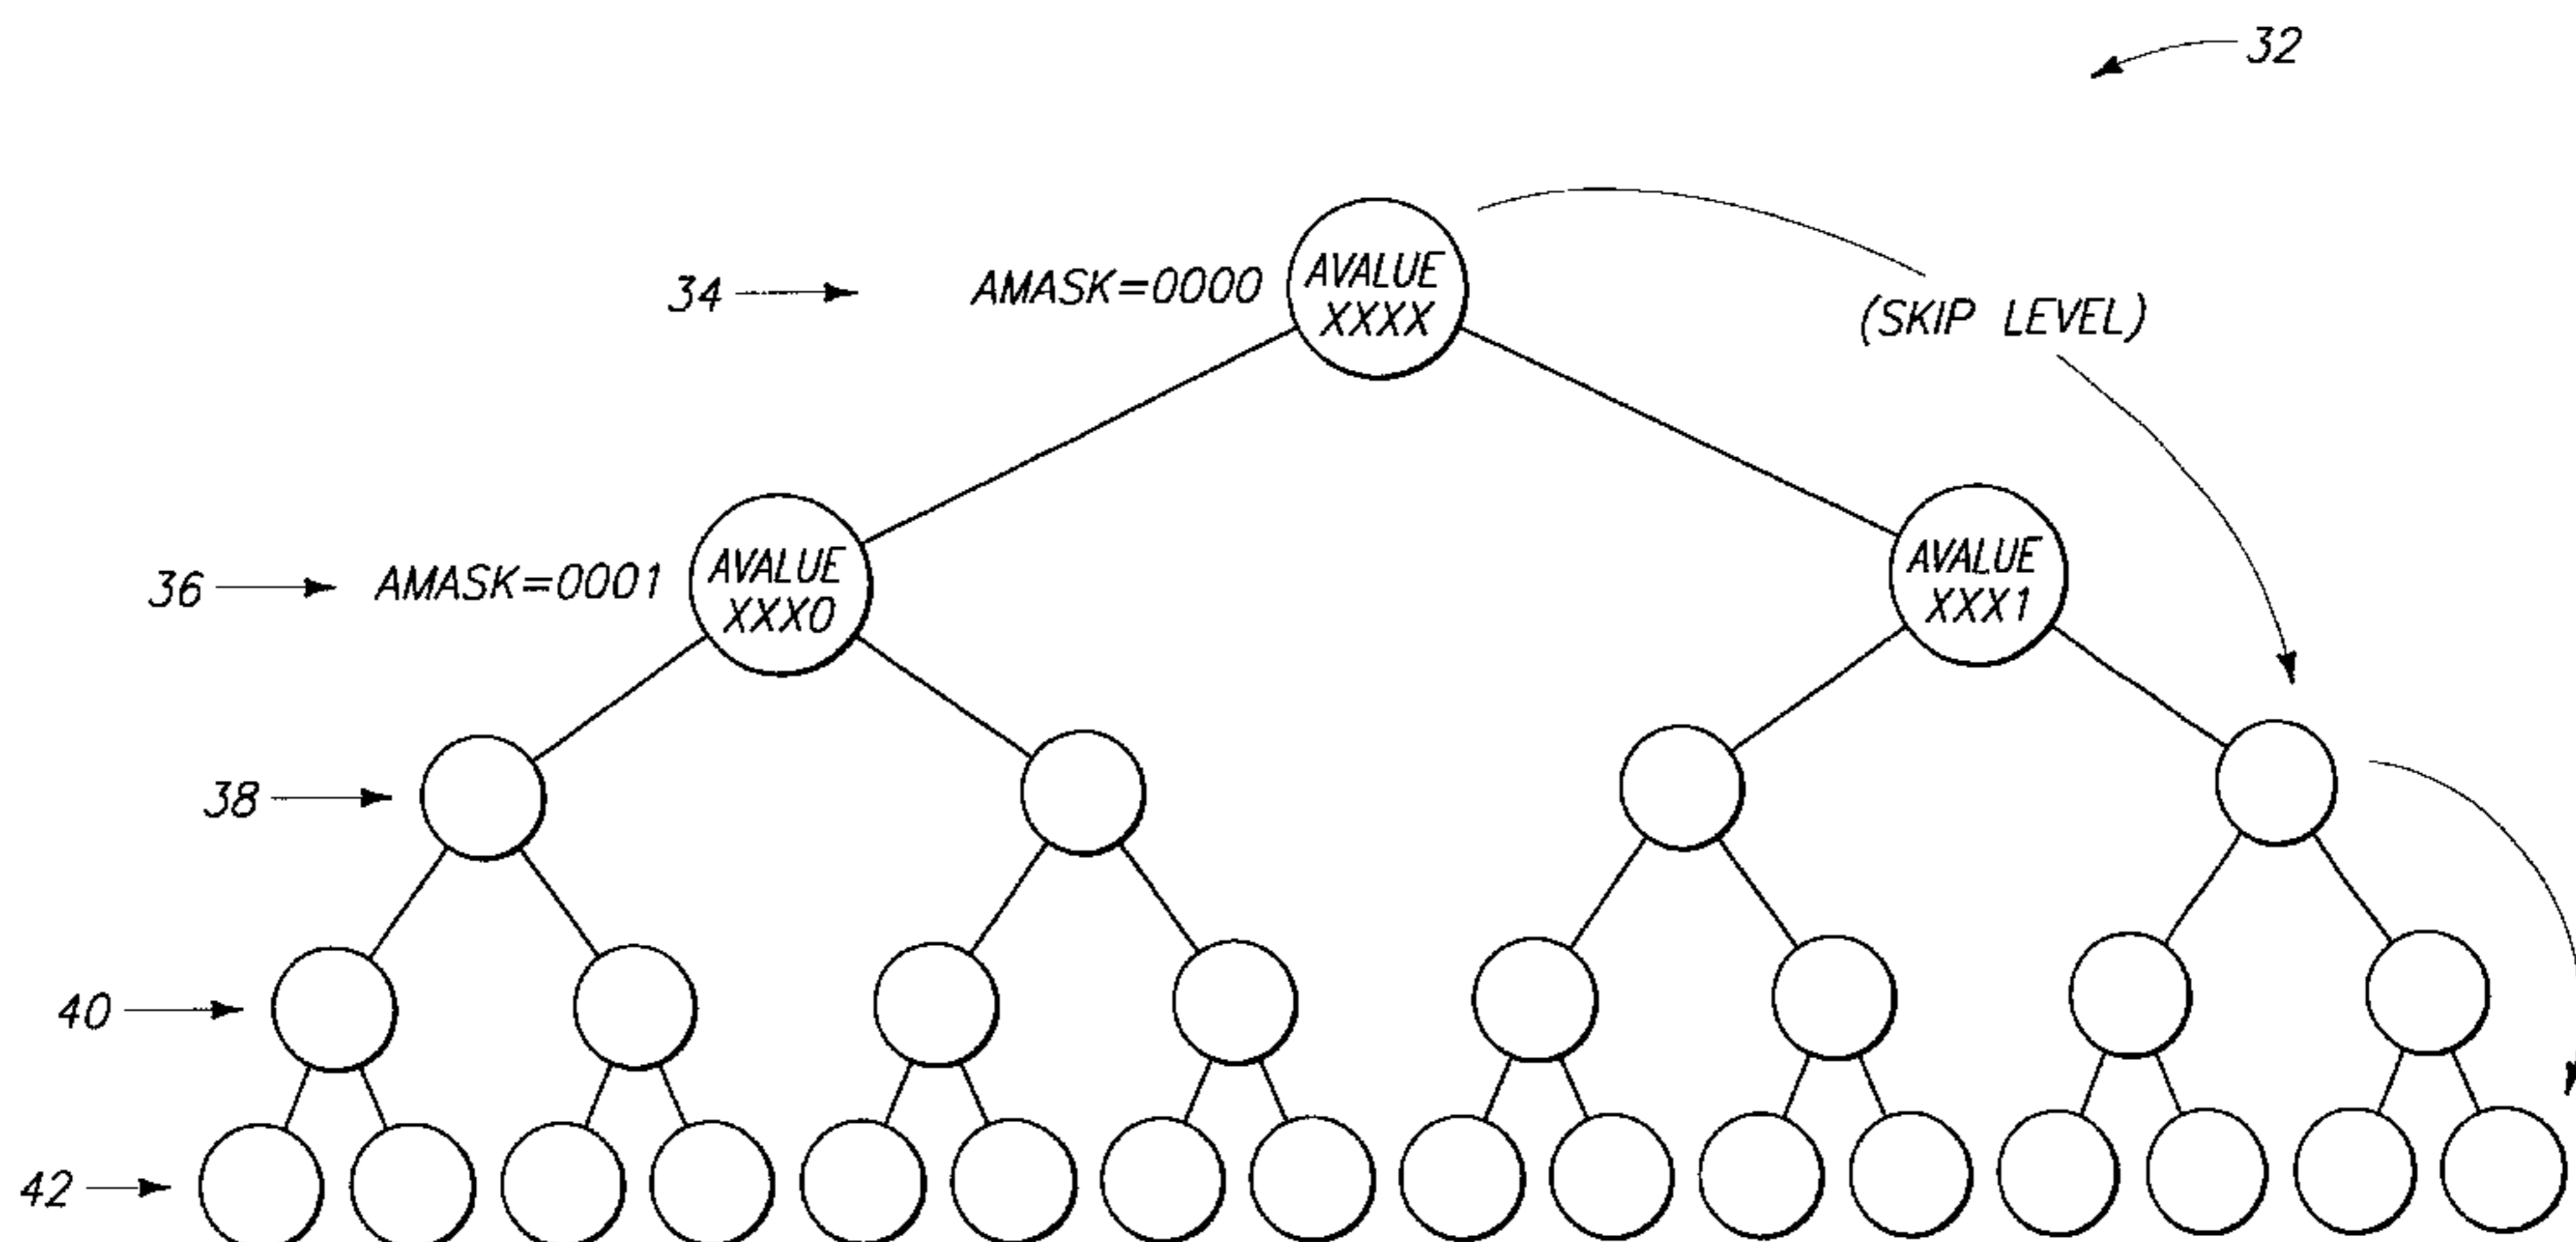 32
34
AMASK=0000
AVALUE
XXXX
(SKIP LEVEL)
36
AMASK=0001
AVALUE
XXX0
AVALUE
XXX1
38
40
42